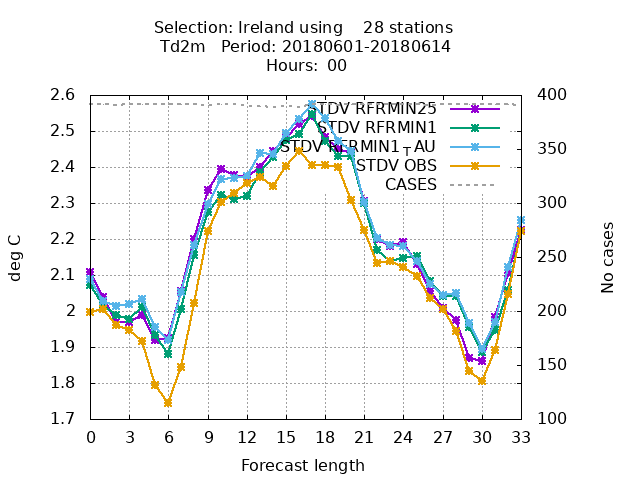 Selection: Ireland using    28 stations
Td2m   Period: 20180601-20180614
Hours:  00
2.6
2.5
2.4
2.3
2.2
2.1
2
1.9
1.8
1.7
deg C
STDV RFRMIN25
STDV RFRMIN1
STDV RFRMIN1┬AU
STDV OBS
CASES
400
350
300
250
200
150
100
No cases
0 3 6 9 12 15 18 21 24 27 30 33
Forecast length